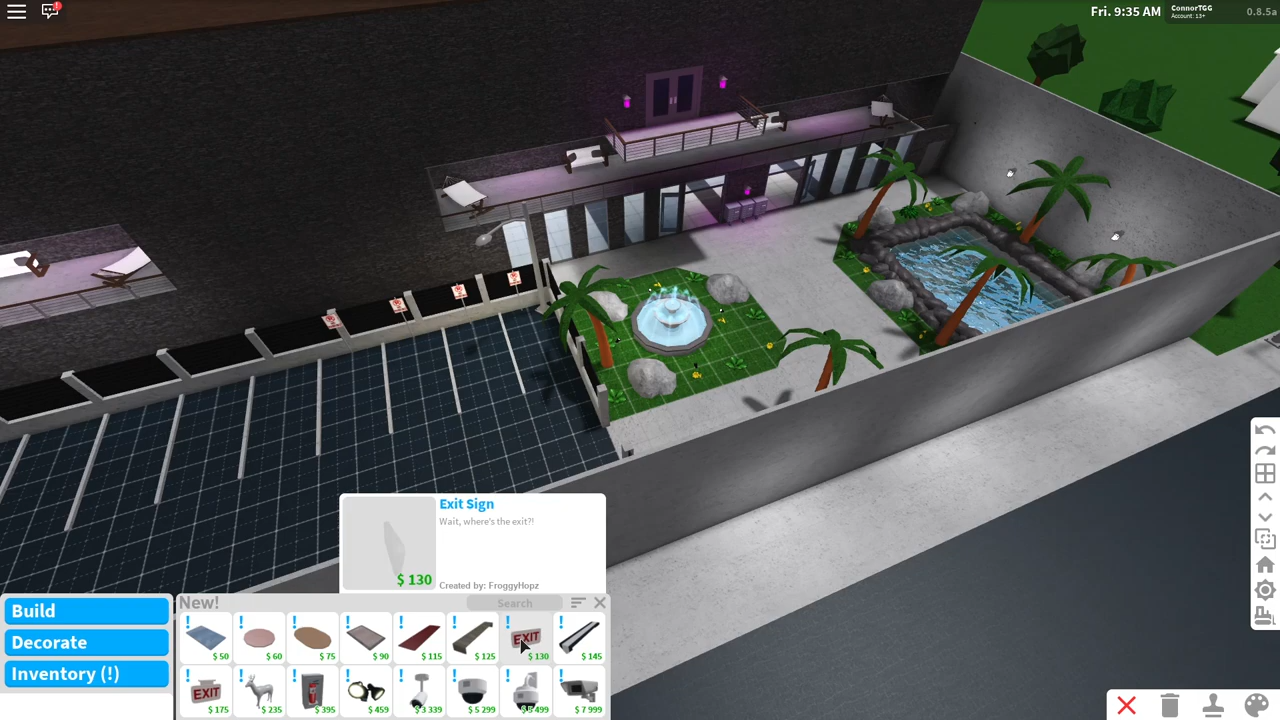 Fri. 9:35 AM
ConnorTGG
Account: 13+
0.8.5a
Exit Sign
Wait, where's the exit?!
$ 130
Created by: FroggyHopz
Build
Decorate
Inventory (!)
New!
Search
$ 50
$ 60
$ 75
$ 90
$ 115
$ 125
EXIT
$ 130
$ 145
EXIT
$ 175
$ 235
$ 395
$ 459
$ 3 339
$ 5 299
$ 7 999